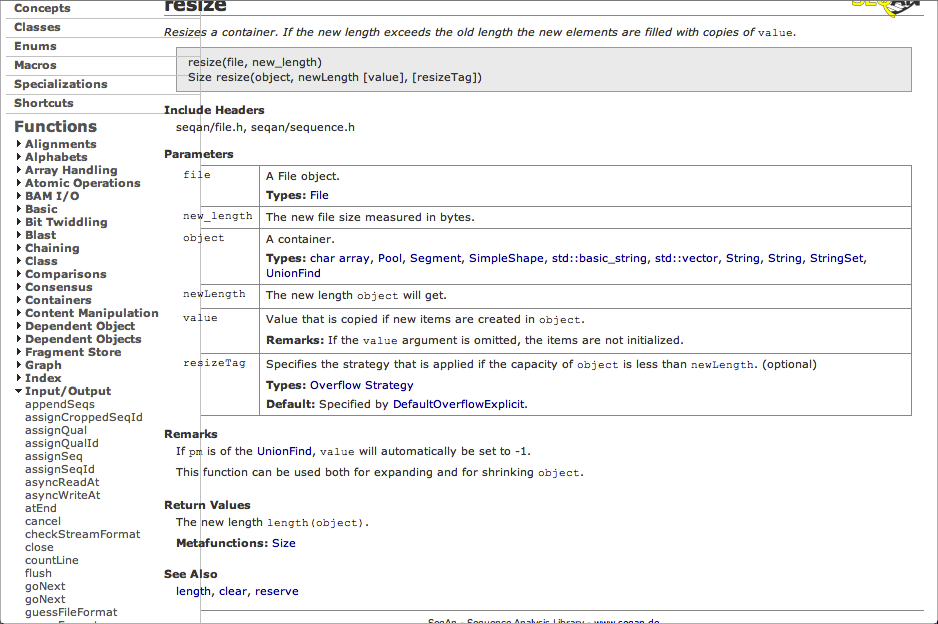 Concepts
Classes
Enums
Macros
Specializations
Shortcuts
Functions
Alignments
Alphabets
Array Handling
Atomic Operations
BAM I/O
Basic
Bit Twiddling
Blast
Chaining
Class
Comparisons
Consensus
Containers
Content Manipulation
Dependent Object
Dependent Objects
Fragment Store
Graph
Index
Input/Output
appendSeqs
assignCroppedSeqId
assignQual
assignQualId
assignSeq
assignSeqId
asyncReadAt
asyncWriteAt
atEnd
cancel
checkStreamFormat
close
countLine
flush
goNext
goNext
guessFileFormat
resize
Resizes a container. If the new length exceeds the old length the new elements are filled with copies of value.
resize(file, new_length)
Size resize(object, newLength [value], [resizeTag])
Include Headers
seqan/file.h, seqan/sequence.h
Parameters
file
A File object.
Types: File
new_length
The new file size measured in bytes.
object
A container.
Types: char array, Pool, Segment, SimpleShape, std::basic_string, std::vector, String, String, StringSet,
UnionFind
newLength
The new length object will get.
value
Value that is copied if new items are created in object.
Remarks: If the value argument is omitted, the items are not initialized.
resizeTag
Specifies the strategy that is applied if the capacity of object is less than newLength. (optional)
Types: Overflow Strategy
Default: Specified by DefaultOverflowExplicit.
Remarks
If pm is of the UnionFind, value will automatically be set to -1.
This function can be used both for expanding and for shrinking object.
Return Values
The new length length(object).
Metafunctions: Size
See Also
length, clear, reserve
SeqAn - Sequence Analysis Library - www.seqan.de